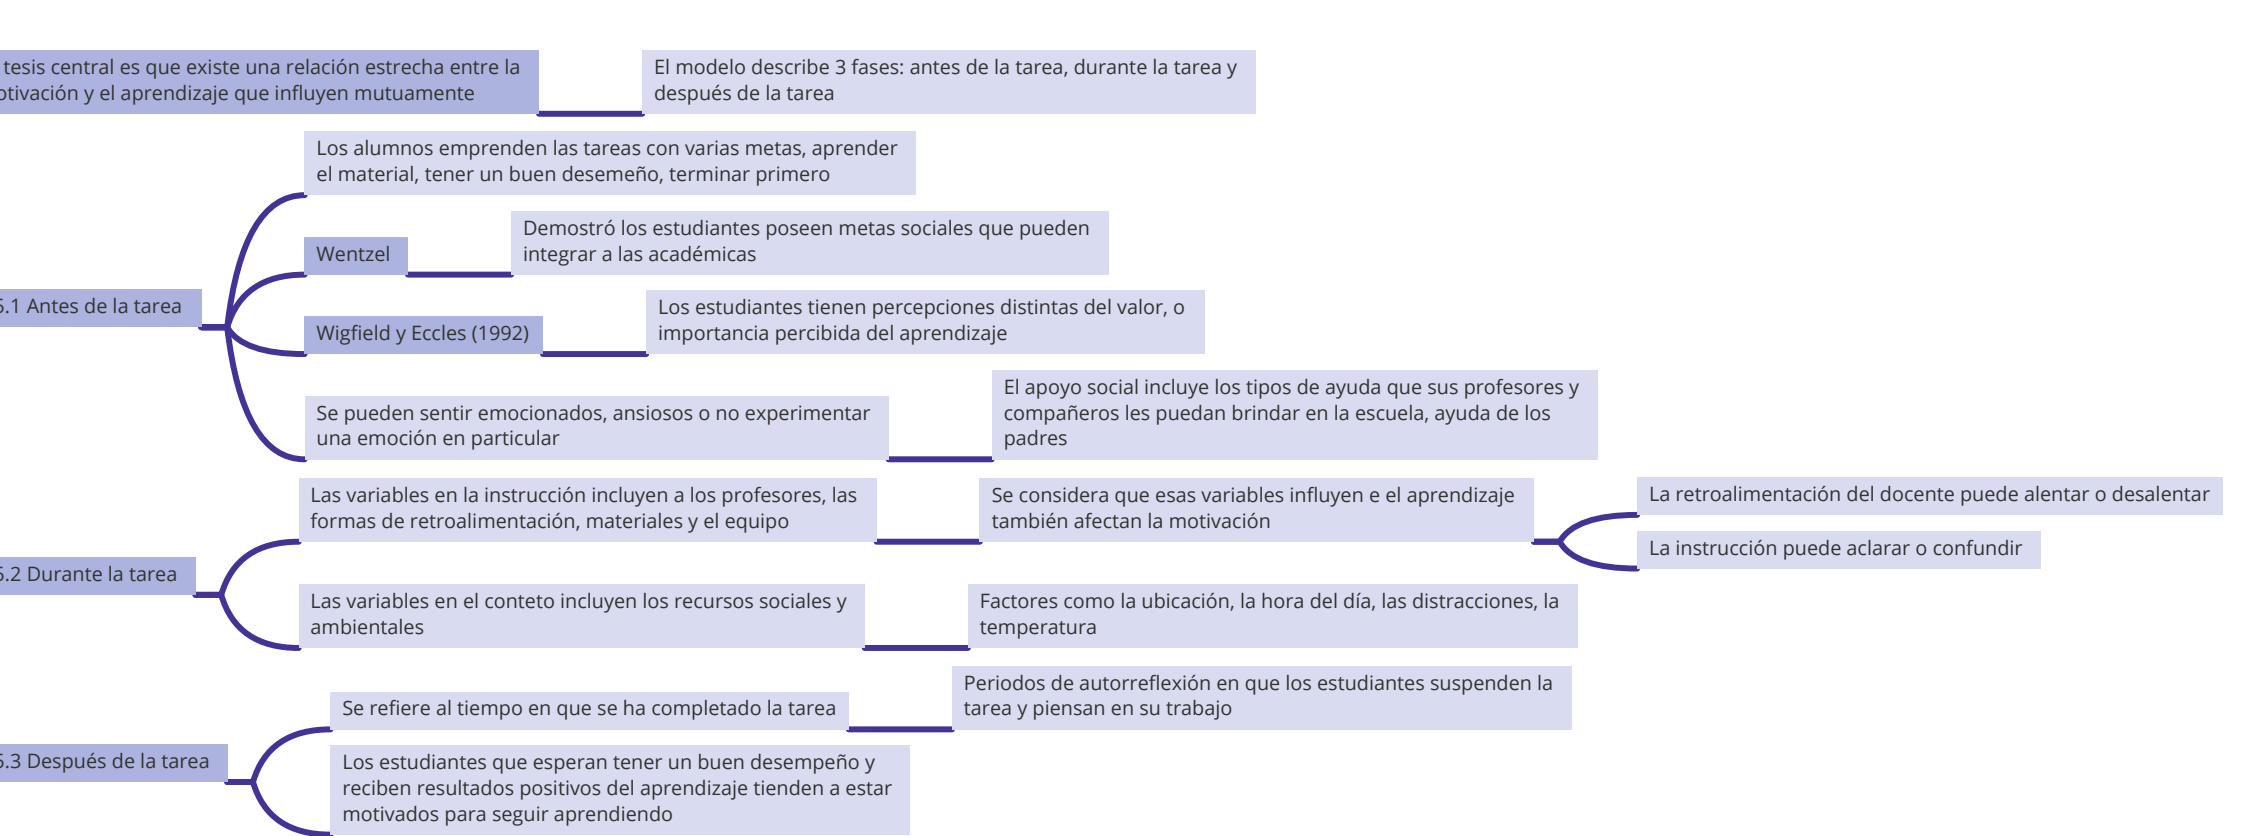 tesis central es que existe una relación estrecha entre la
otivación y el aprendizaje que influyen mutuamente
El modelo describe 3 fases: antes de la tarea, durante la tarea y
después de la tarea
.1 Antes de la tarea
Los alumnos emprenden las tareas con varias metas, aprender
el material, tener un buen desemeño, terminar primero
Wentzel
Demostró los estudiantes poseen metas sociales que pueden
integrar a las académicas
Wigfield y Eccles (1992)
Los estudiantes tienen percepciones distintas del valor, o
importancia percibida del aprendizaje
Se pueden sentir emocionados, ansiosos o no experimentar
una emoción en particular
El apoyo social incluye los tipos de ayuda que sus profesores y
compañeros les puedan brindar en la escuela, ayuda de los
padres
.2 Durante la tarea
Las variables en la instrucción incluyen a los profesores, las
formas de retroalimentación, materiales y el equipo
Se considera que esas variables influyen e el aprendizaje
también afectan la motivación
La retroalimentación del docente puede alentar o desalentar
La instrucción puede aclarar o confundir
Las variables en el conteto incluyen los recursos sociales y
ambientales
Factores como la ubicación, la hora del día, las distracciones, la
temperatura
.3 Después de la tarea
Se refiere al tiempo en que se ha completado la tarea
Periodos de autorreflexión en que los estudiantes suspenden la
tarea y piensan en su trabajo
Los estudiantes que esperan tener un buen desempeño y
reciben resultados positivos del aprendizaje tienden a estar
motivados para seguir aprendiendo